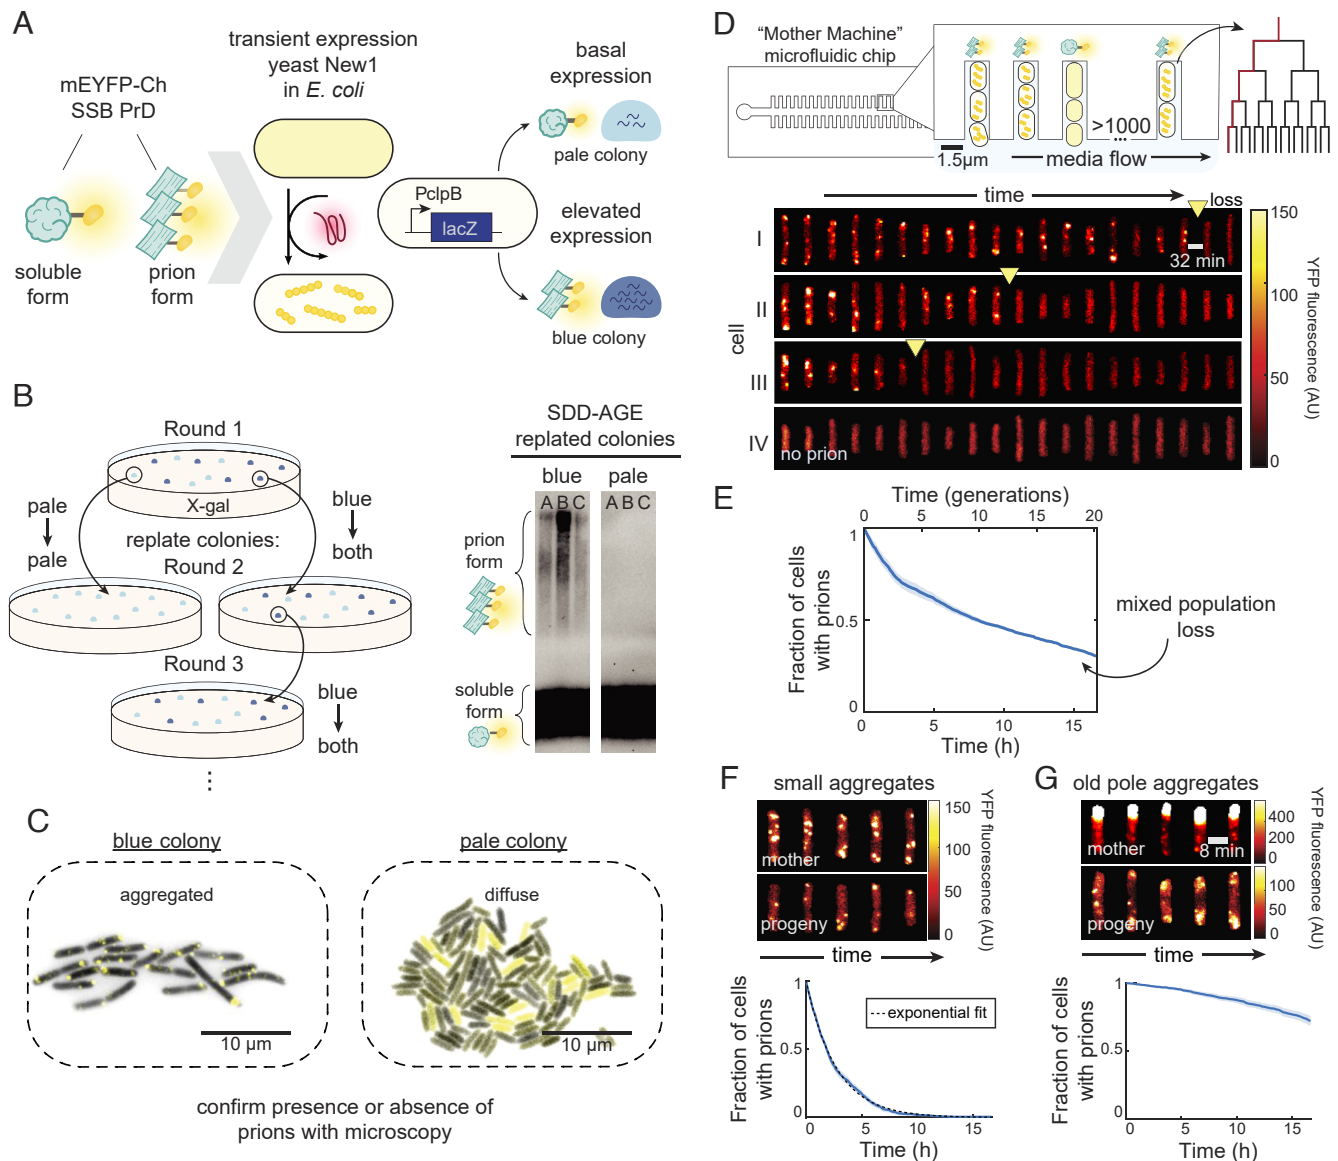 A
mEYFP-Ch
SSB PrD
soluble
form
prion
form
transient expression
yeast New1
in E. coli
PclpB
lacZ
basal
expression
pale colony
elevated
expression
blue colony
B
Round 1
X-gal
pale
pale
replate colonies:
blue
both
Round 2
Round 3
blue
both
SDD-AGE
replated colonies
blue
pale
A B C
A B C
prion
form
soluble
form
C
blue colony
aggregated
10 µm
pale colony
diffuse
10 µm
confirm presence or absence of
prions with microscopy
D
“Mother Machine”
microfluidic chip
>1000
...
1.5µm
media flow
time
loss
cell
I
32 min
II
III
IV
no prion
150
100
50
0
YFP fluorescence (AU)
E
Time (generations)
0 5 10 15 20
1
0.5
0
Fraction of cells
with prions
0 5 10 15
Time (h)
mixed population
loss
F
small aggregates
mother
progeny
time
150
100
50
0
YFP fluorescence (AU)
exponential fit
1
0.5
0
Fraction of cells
with prions
0 5 10 15
Time (h)
G
old pole aggregates
mother
8 min
progeny
time
400
200
0
100
50
0
YFP fluorescence (AU)
1
0.5
0
Fraction of cells
with prions
0 5 10 15
Time (h)